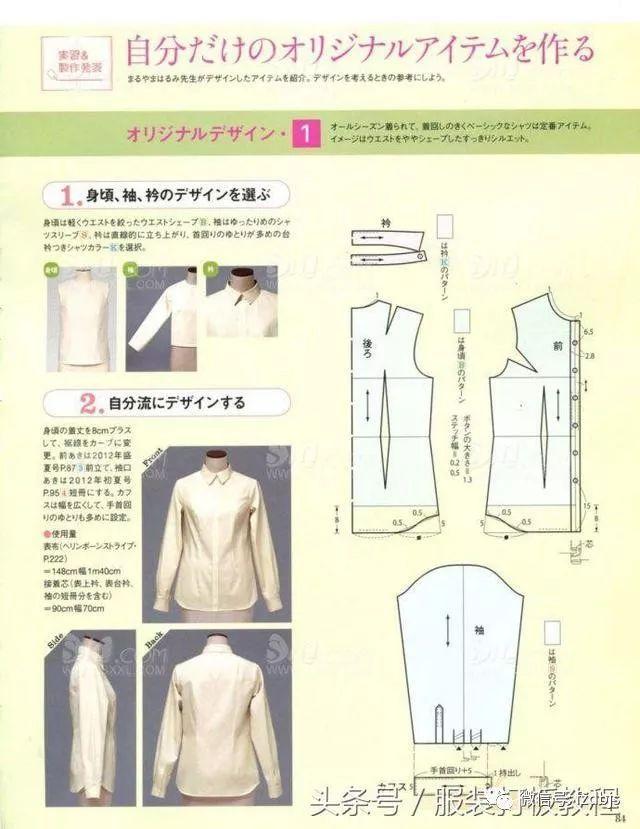 実習&
製作発表
自分だけのオリジナルアイテムを作る
まるやまはるみ先生がデザインしたアイテムを紹介。デザインを考えるときの参考にしよう。
オリジナルデザイン・1
オールシーズン着られて、着回しのきくベーシックなシャツは定番アイテム。
イメージはウエストをややシェープしたすっきりシルエット。
1.身頃、袖、衿のデザインを選ぶ
身頃は軽くウエストを絞ったウエストシェープB、袖はゆったりめのシャ
ツスリーブS、衿は直線的に立ち上がり、首回りのゆとりが多めの台
衿つきシャツカラーKを選択。
身頃
袖
衿
2.自分流にデザインする
身頃の着丈を8cmプラス
して、裾線をカーブに変
更。前あきは2012年盛
夏号P.87 3 前立て、袖口
あきは2012年初夏号
P.95 4 短冊にする。カフ
スは幅を広くして、手首回
りのゆとりも多めに設定。
●使用量
表布(ヘリンボーンストライプ・
P.222)
＝148cm幅1m40cm
接着芯(表上衿、表台衿、
袖の短冊分を含む)
＝90cm幅70cm
Front
Side
Back
衿
は衿Kのパターン
1
後ろ
は身頃Bのパターン
ボタンの大きさ＝1.3
ステッチ幅＝0.2
0.5
1
6.5
前
2.8
0.5
0.5
0.5
0.5
8
8
15
芯
袖
は袖Sのパターン
手首回り+5
1持出し
カフス
5
芯
84
SXXL.COM
WWW.SXXL.COM
头条号／服装打板教程